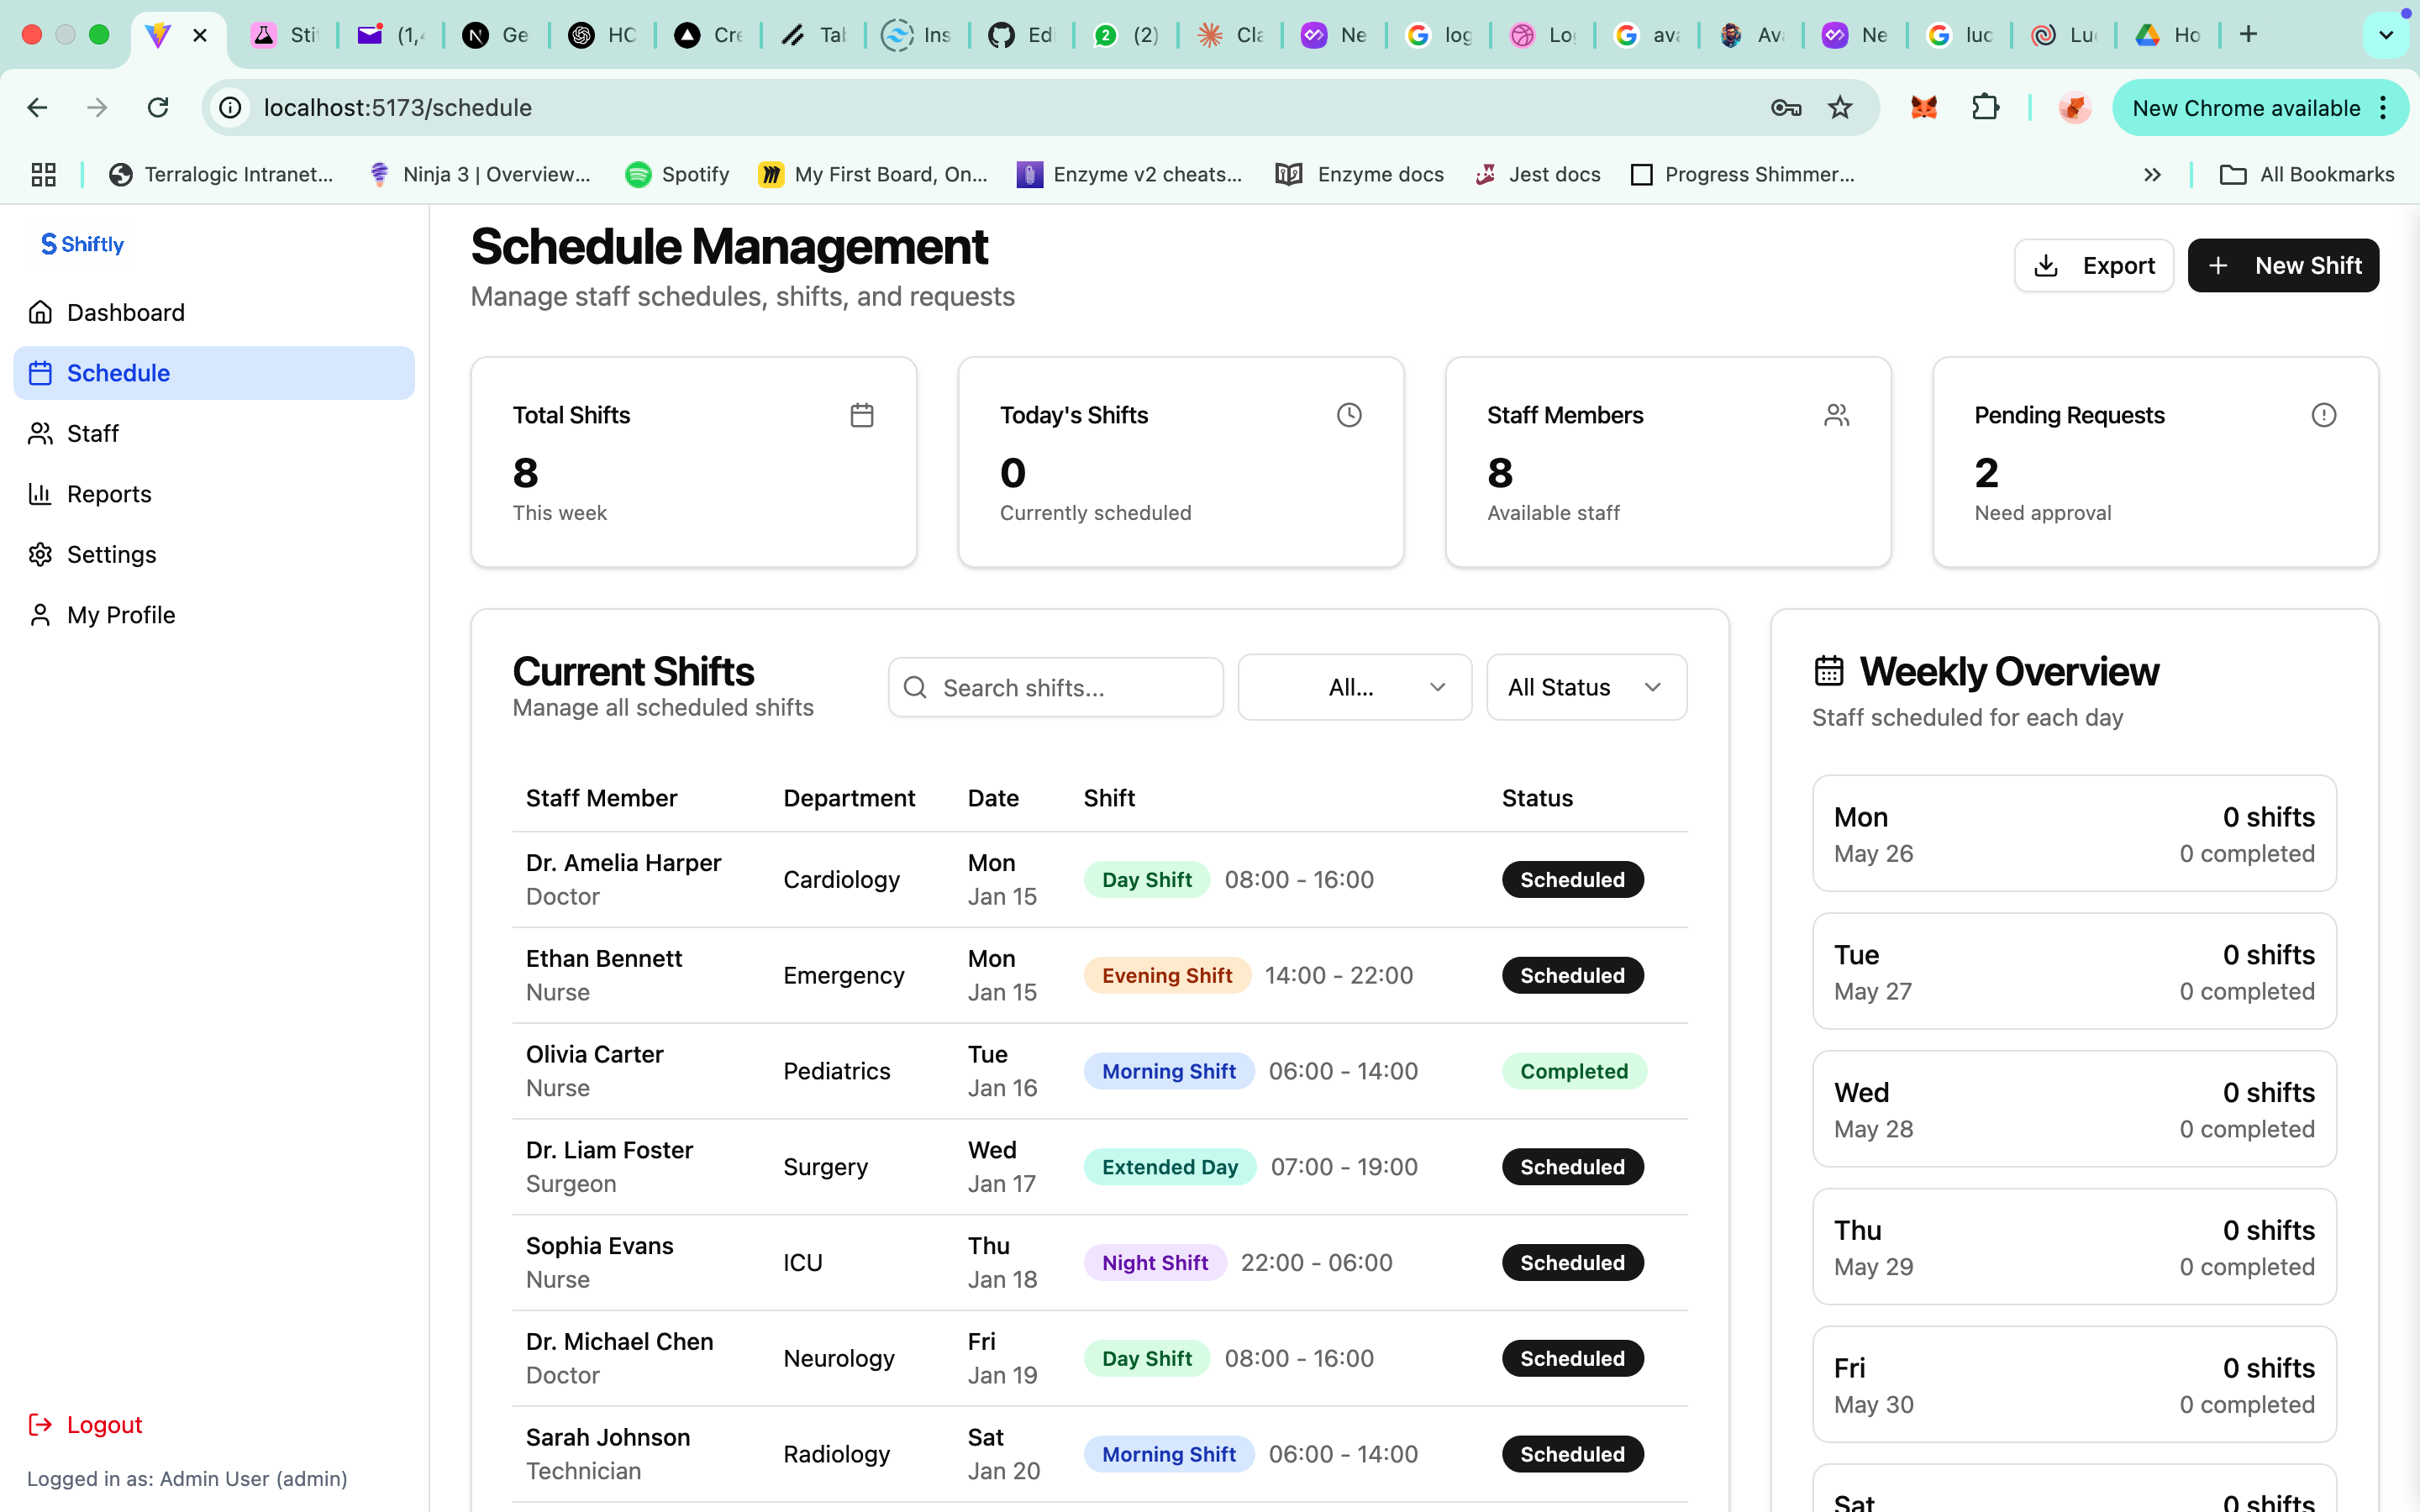 Sti
(1,
Ge
HC
Cre
Tab
Ins
Edi
2 (2)
Cla
Ne
log
Lo
ava
Ava
Ne
luc
Lu
Ho
localhost:5173/schedule
New Chrome available
Terralogic Intranet...
Ninja 3 | Overview...
Spotify
My First Board, On...
Enzyme v2 cheats...
Enzyme docs
Jest docs
Progress Shimmer...
All Bookmarks
S Shiftly
Dashboard
Schedule
Staff
Reports
Settings
My Profile
Logout
Logged in as: Admin User (admin)
Schedule Management
Manage staff schedules, shifts, and requests
Export
New Shift
Total Shifts
8
This week
Today's Shifts
0
Currently scheduled
Staff Members
8
Available staff
Pending Requests
2
Need approval
Current Shifts
Manage all scheduled shifts
Search shifts...
All...
All Status
Staff Member Department Date Shift Status
Dr. Amelia Harper
Doctor
Cardiology
Mon
Jan 15
Day Shift 08:00 - 16:00
Scheduled
Ethan Bennett
Nurse
Emergency
Mon
Jan 15
Evening Shift 14:00 - 22:00
Scheduled
Olivia Carter
Nurse
Pediatrics
Tue
Jan 16
Morning Shift 06:00 - 14:00
Completed
Dr. Liam Foster
Surgeon
Surgery
Wed
Jan 17
Extended Day 07:00 - 19:00
Scheduled
Sophia Evans
Nurse
ICU
Thu
Jan 18
Night Shift 22:00 - 06:00
Scheduled
Dr. Michael Chen
Doctor
Neurology
Fri
Jan 19
Day Shift 08:00 - 16:00
Scheduled
Sarah Johnson
Technician
Radiology
Sat
Jan 20
Morning Shift 06:00 - 14:00
Scheduled
Weekly Overview
Staff scheduled for each day
Mon 0 shifts
May 26 0 completed
Tue 0 shifts
May 27 0 completed
Wed 0 shifts
May 28 0 completed
Thu 0 shifts
May 29 0 completed
Fri 0 shifts
May 30 0 completed
Sat 0 shifts